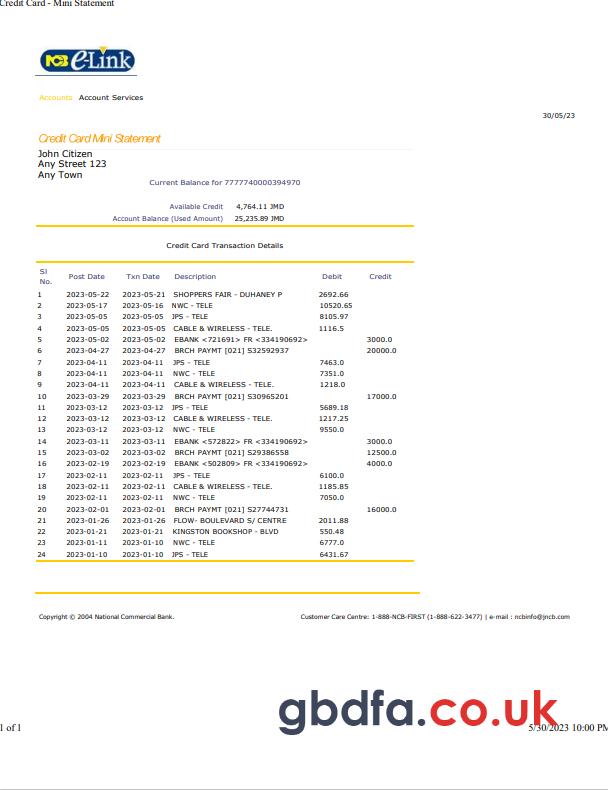 Credit Card - Mini Statement
NCB e-Link
Accounts Account Services
30/05/23
Credit Card Mini Statement
John Citizen
Any Street 123
Any Town
Current Balance for 7777740000394970
Available Credit 4,764.11 JMD
Account Balance (Used Amount) 25,235.89 JMD
Credit Card Transaction Details
Sl No. Post Date Txn Date Description Debit Credit
1 2023-05-22 2023-05-21 SHOPPERS FAIR - DUHANEY P 2692.66
2 2023-05-17 2023-05-16 NWC - TELE 10520.65
3 2023-05-05 2023-05-05 JPS - TELE 8105.97
4 2023-05-05 2023-05-05 CABLE & WIRELESS - TELE. 1116.5
5 2023-05-02 2023-05-02 EBANK <721691> FR <334190692> 3000.0
6 2023-04-27 2023-04-27 BRCH PAYMT [021] S32592937 20000.0
7 2023-04-11 2023-04-11 JPS - TELE 7463.0
8 2023-04-11 2023-04-11 NWC - TELE 7351.0
9 2023-04-11 2023-04-11 CABLE & WIRELESS - TELE. 1218.0
10 2023-03-29 2023-03-29 BRCH PAYMT [021] S30965201 17000.0
11 2023-03-12 2023-03-12 JPS - TELE 5689.18
12 2023-03-12 2023-03-12 CABLE & WIRELESS - TELE. 1217.25
13 2023-03-12 2023-03-12 NWC - TELE 9550.0
14 2023-03-11 2023-03-11 EBANK <572822> FR <334190692> 3000.0
15 2023-03-02 2023-03-02 BRCH PAYMT [021] S29386558 12500.0
16 2023-02-19 2023-02-19 EBANK <502809> FR <334190692> 4000.0
17 2023-02-11 2023-02-11 JPS - TELE 6100.0
18 2023-02-11 2023-02-11 CABLE & WIRELESS - TELE. 1185.85
19 2023-02-11 2023-02-11 NWC - TELE 7050.0
20 2023-02-01 2023-02-01 BRCH PAYMT [021] S27744731 16000.0
21 2023-01-26 2023-01-26 FLOW- BOULEVARD S/ CENTRE 2011.88
22 2023-01-21 2023-01-21 KINGSTON BOOKSHOP - BLVD 550.48
23 2023-01-11 2023-01-10 NWC - TELE 6777.0
24 2023-01-10 2023-01-10 JPS - TELE 6431.67
Copyright © 2004 National Commercial Bank. Customer Care Centre: 1-888-NCB-FIRST (1-888-622-3477) | e-mail : ncbinfo@jncb.com
gbdfa.co.uk
1 of 1 5/30/2023 10:00 PM